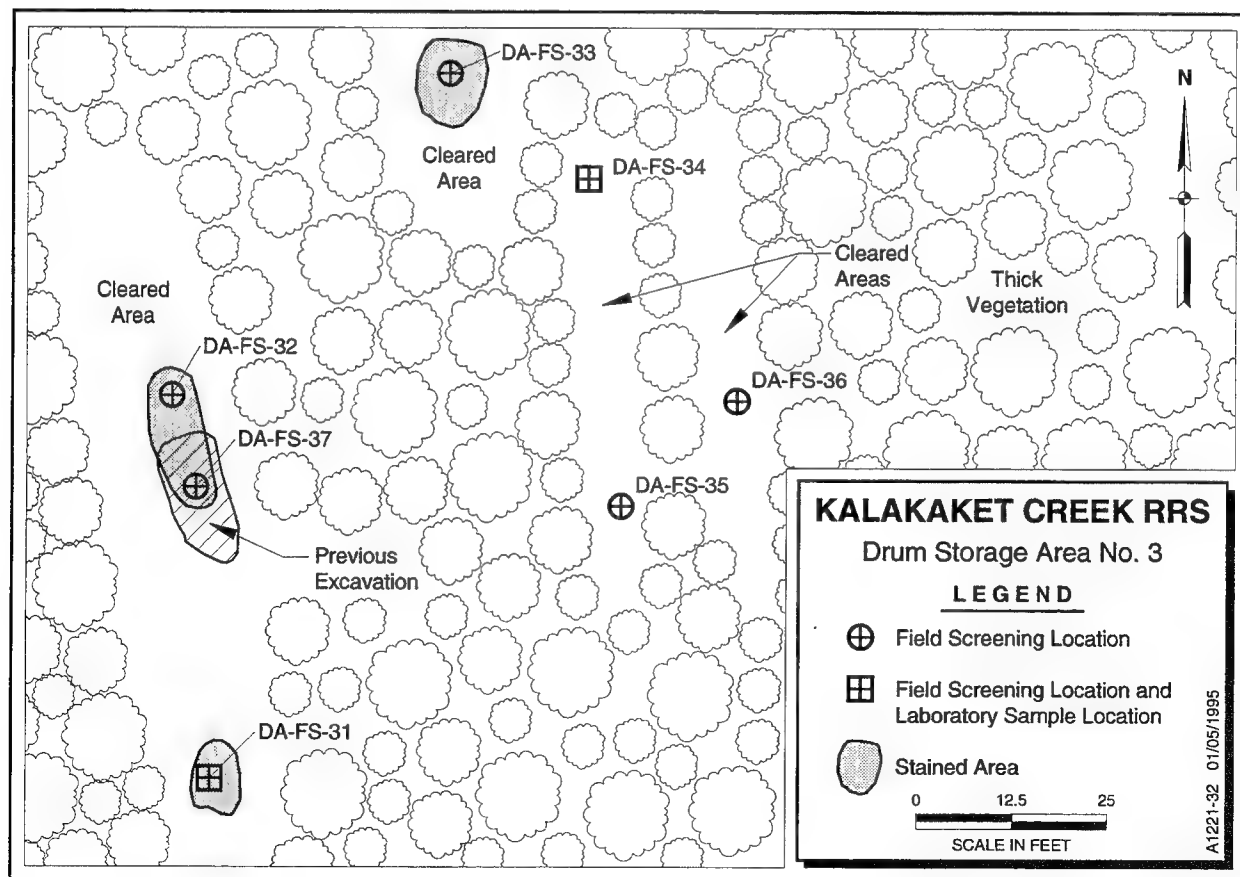 DA-FS-33
N
Cleared
Area
DA-FS-34
Cleared
Areas
Thick
Vegetation
Cleared
Area
DA-FS-32
DA-FS-36
DA-FS-37
DA-FS-35
Previous
Excavation
DA-FS-31
KALAKAKET CREEK RRS
Drum Storage Area No. 3
LEGEND
Field Screening Location
Field Screening Location and
Laboratory Sample Location
Stained Area
0 12.5 25
SCALE IN FEET
A1221-32 01/05/1995